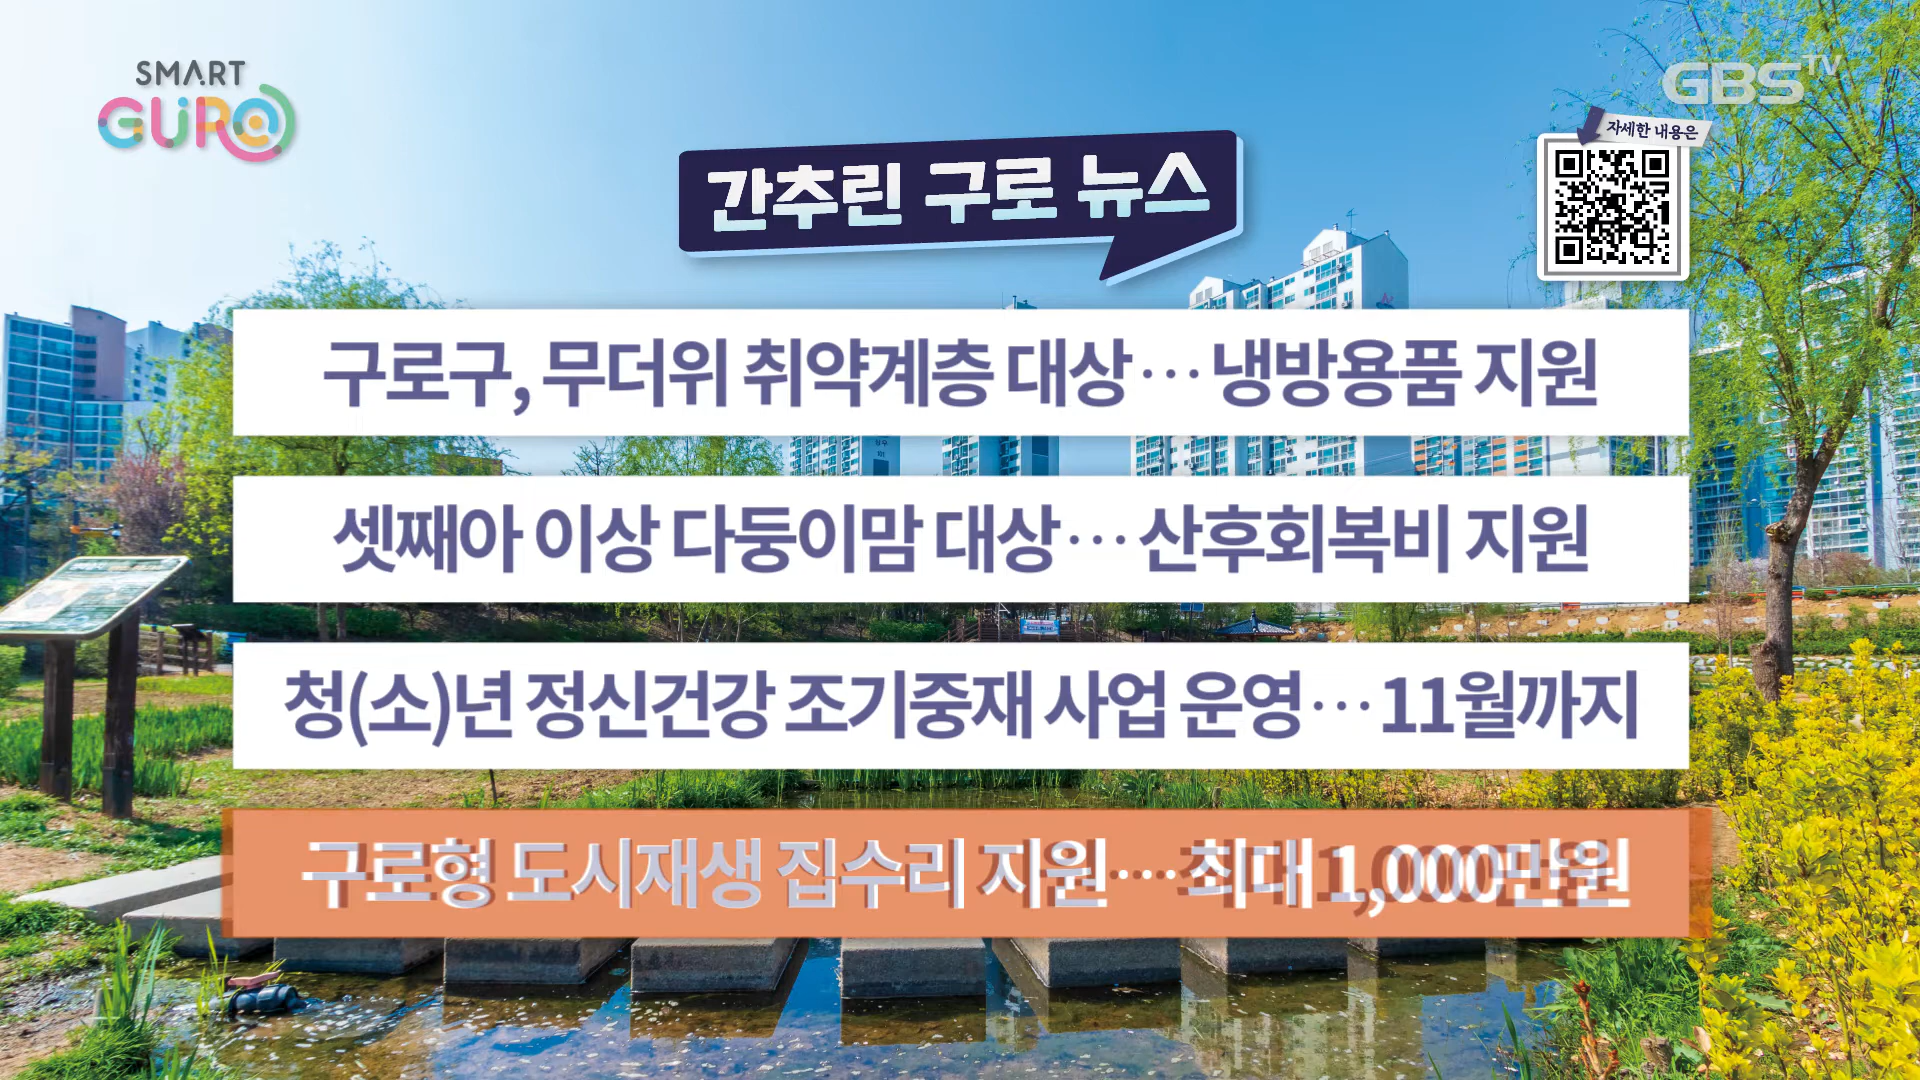 SMART
GURO
GBS TV
자세한 내용은
간추린 구로 뉴스
구로구, 무더위 취약계층 대상… 냉방용품 지원
셋째아 이상 다둥이맘 대상… 산후회복비 지원
청(소)년 정신건강 조기중재 사업 운영… 11월까지
구로형 도시재생 집수리 지원… 최대 1,000만원